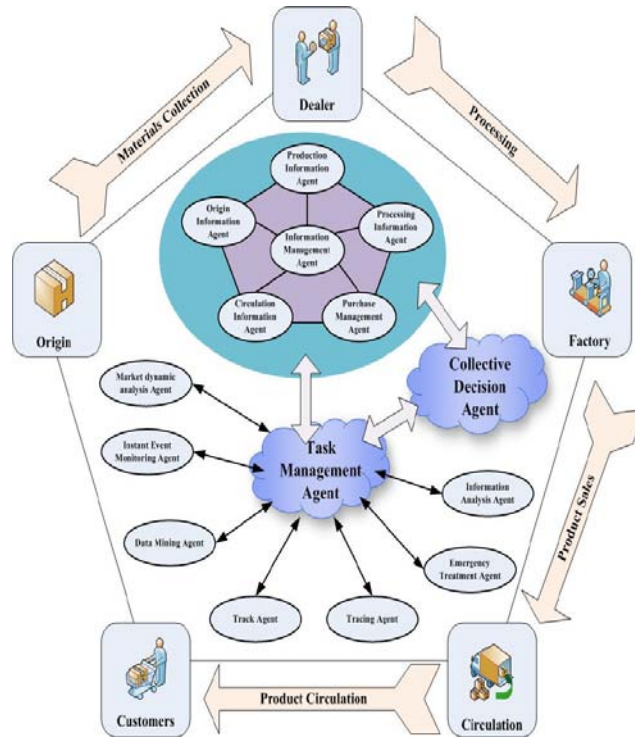 Dealer
Materials Collection
Processing
Production
Information
Agent
Origin
Information
Agent
Processing
Information
Agent
Information
Management
Agent
Circulation
Information
Agent
Purchase
Management
Agent
Origin
Factory
Collective
Decision
Agent
Market dynamic
analysis Agent
Instant Event
Monitoring Agent
Task
Management
Agent
Information
Analysis Agent
Data Mining Agent
Emergency
Treatment Agent
Track Agent
Tracing Agent
Product Sales
Customers
Product Circulation
Circulation